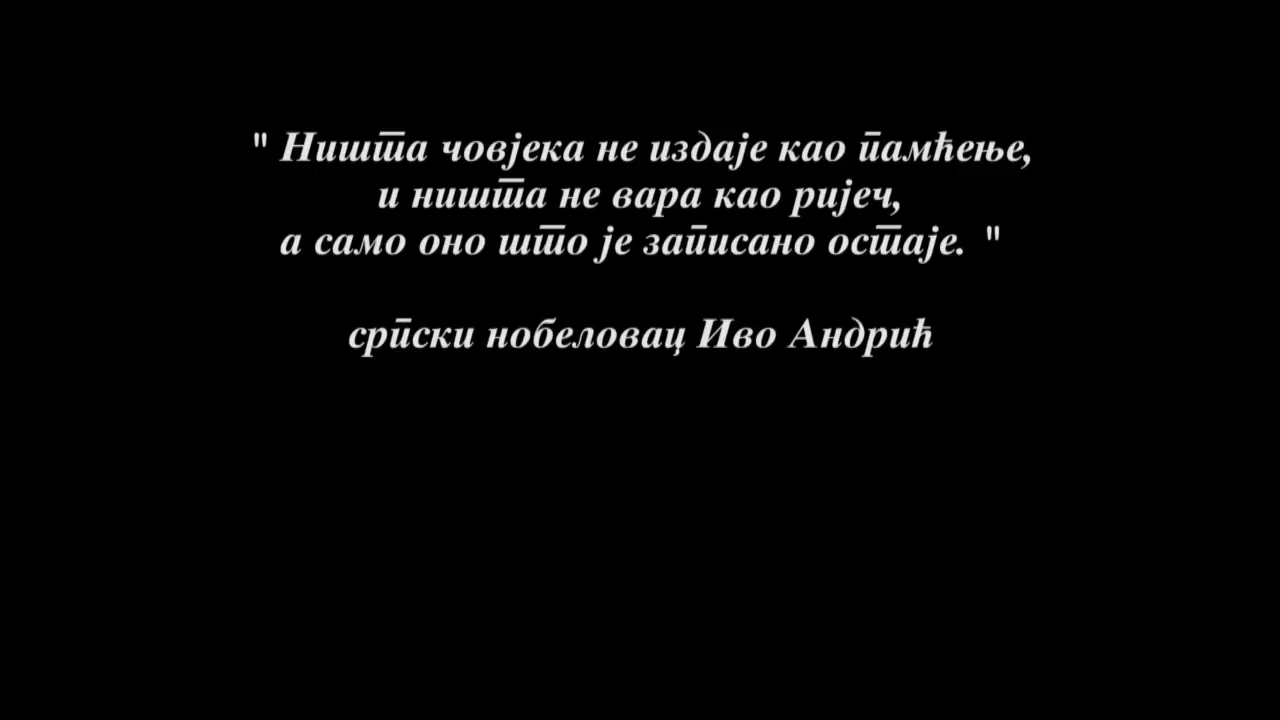 " Ништа човјека не издаје као памћење,
и ништа не вара као ријеч,
а само оно што је записано остаје. "
српски нобеловац Иво Андрић